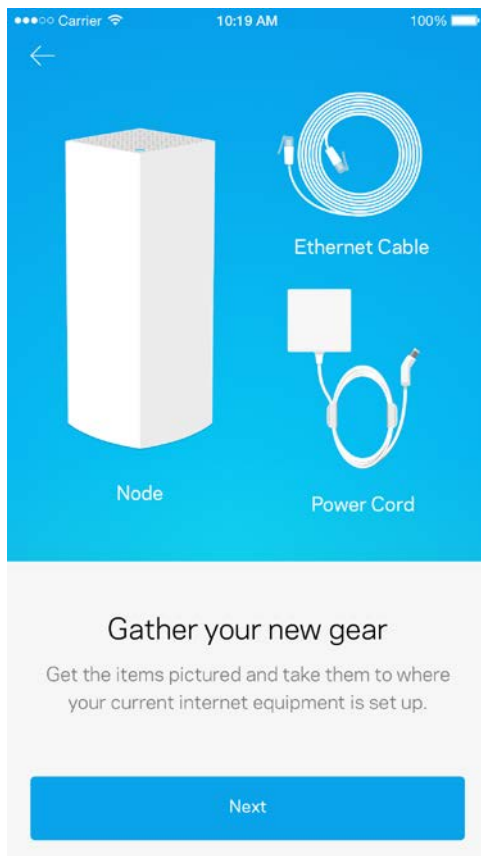 Carrier 10:19 AM 100%
Ethernet Cable
Node
Power Cord
Gather your new gear
Get the items pictured and take them to where
your current internet equipment is set up.
Next